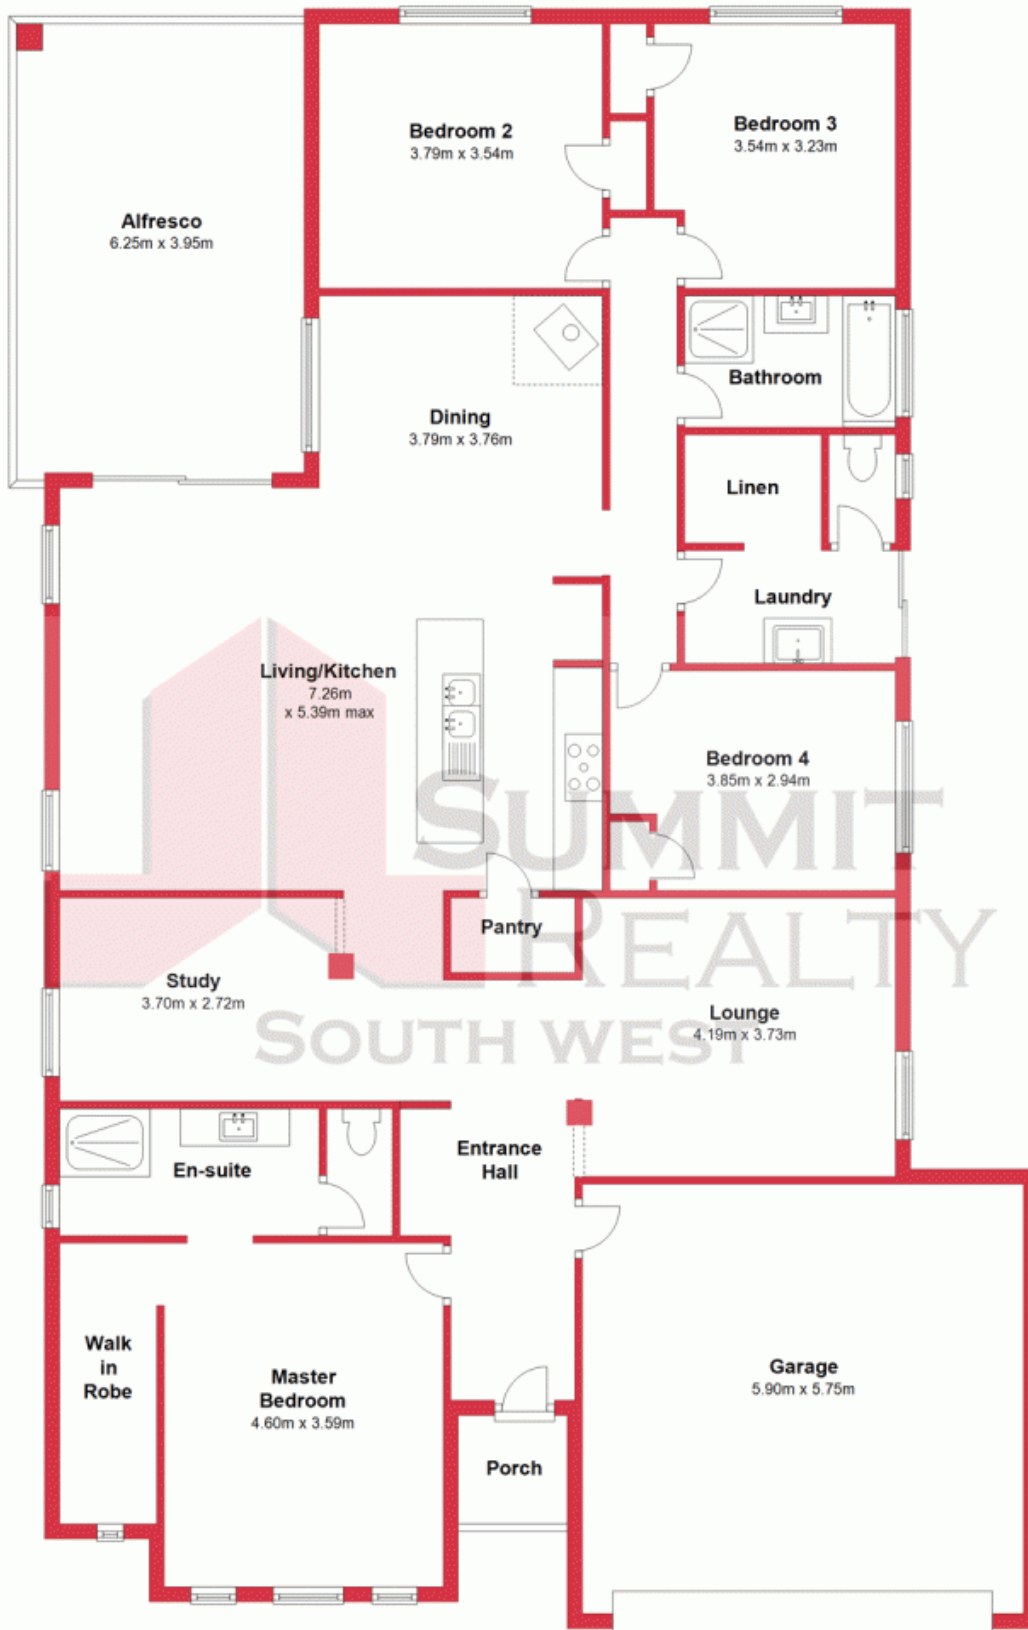 Bedroom 2
3.79m x 3.54m
Bedroom 3
3.54m x 3.23m
Alfresco
6.25m x 3.95m
Bathroom
Dining
3.79m x 3.76m
Linen
Laundry
Living/Kitchen
7.26m
x 5.39m max
Bedroom 4
3.85m x 2.94m
SUMMIT
REALTY
SOUTH WEST
Pantry
Study
3.70m x 2.72m
Lounge
4.19m x 3.73m
En-suite
Entrance
Hall
Walk
in
Robe
Master
Bedroom
4.60m x 3.59m
Garage
5.90m x 5.75m
Porch